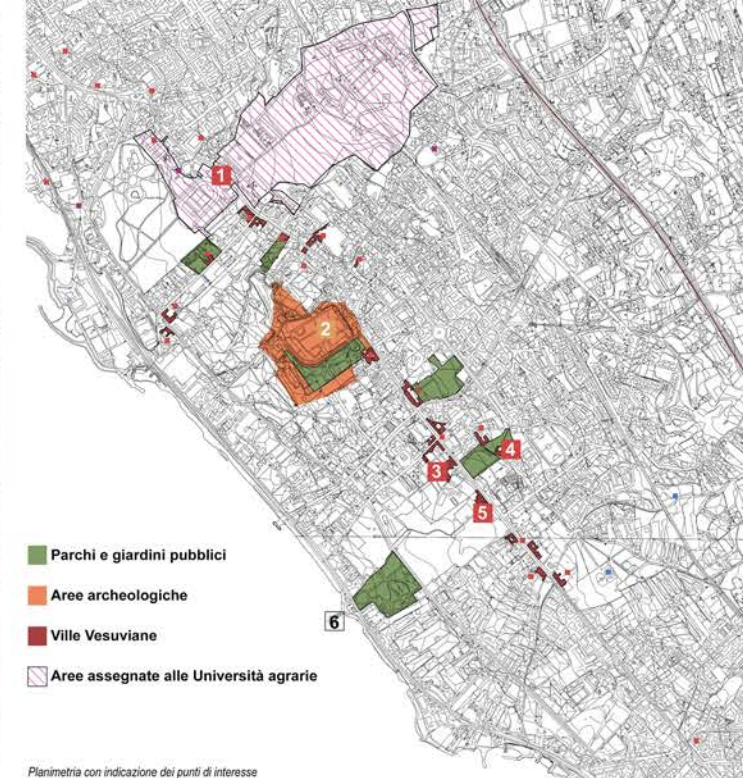 1
2
3
4
5
6
Parchi e giardini pubblici
Aree archeologiche
Ville Vesuviane
Aree assegnate alle Università agrarie
Planimetria con indicazione dei punti di interesse